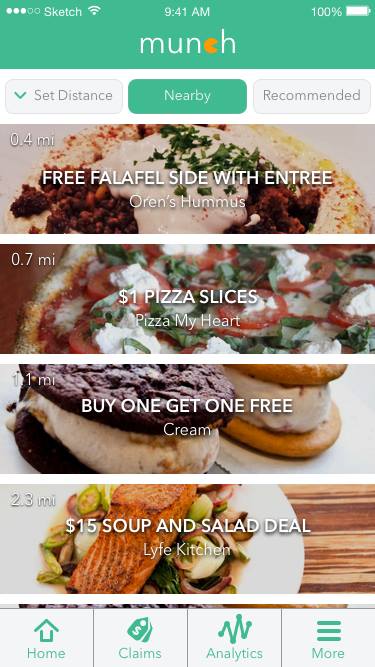 Sketch 9:41 AM 100%
munch
Set Distance Nearby Recommended
0.4 mi
FREE FALAFEL SIDE WITH ENTREE
Oren's Hummus
0.7 mi
$1 PIZZA SLICES
Pizza My Heart
1.1 mi
BUY ONE GET ONE FREE
Cream
2.3 mi
$15 SOUP AND SALAD DEAL
Lyfe Kitchen
Home Claims Analytics More